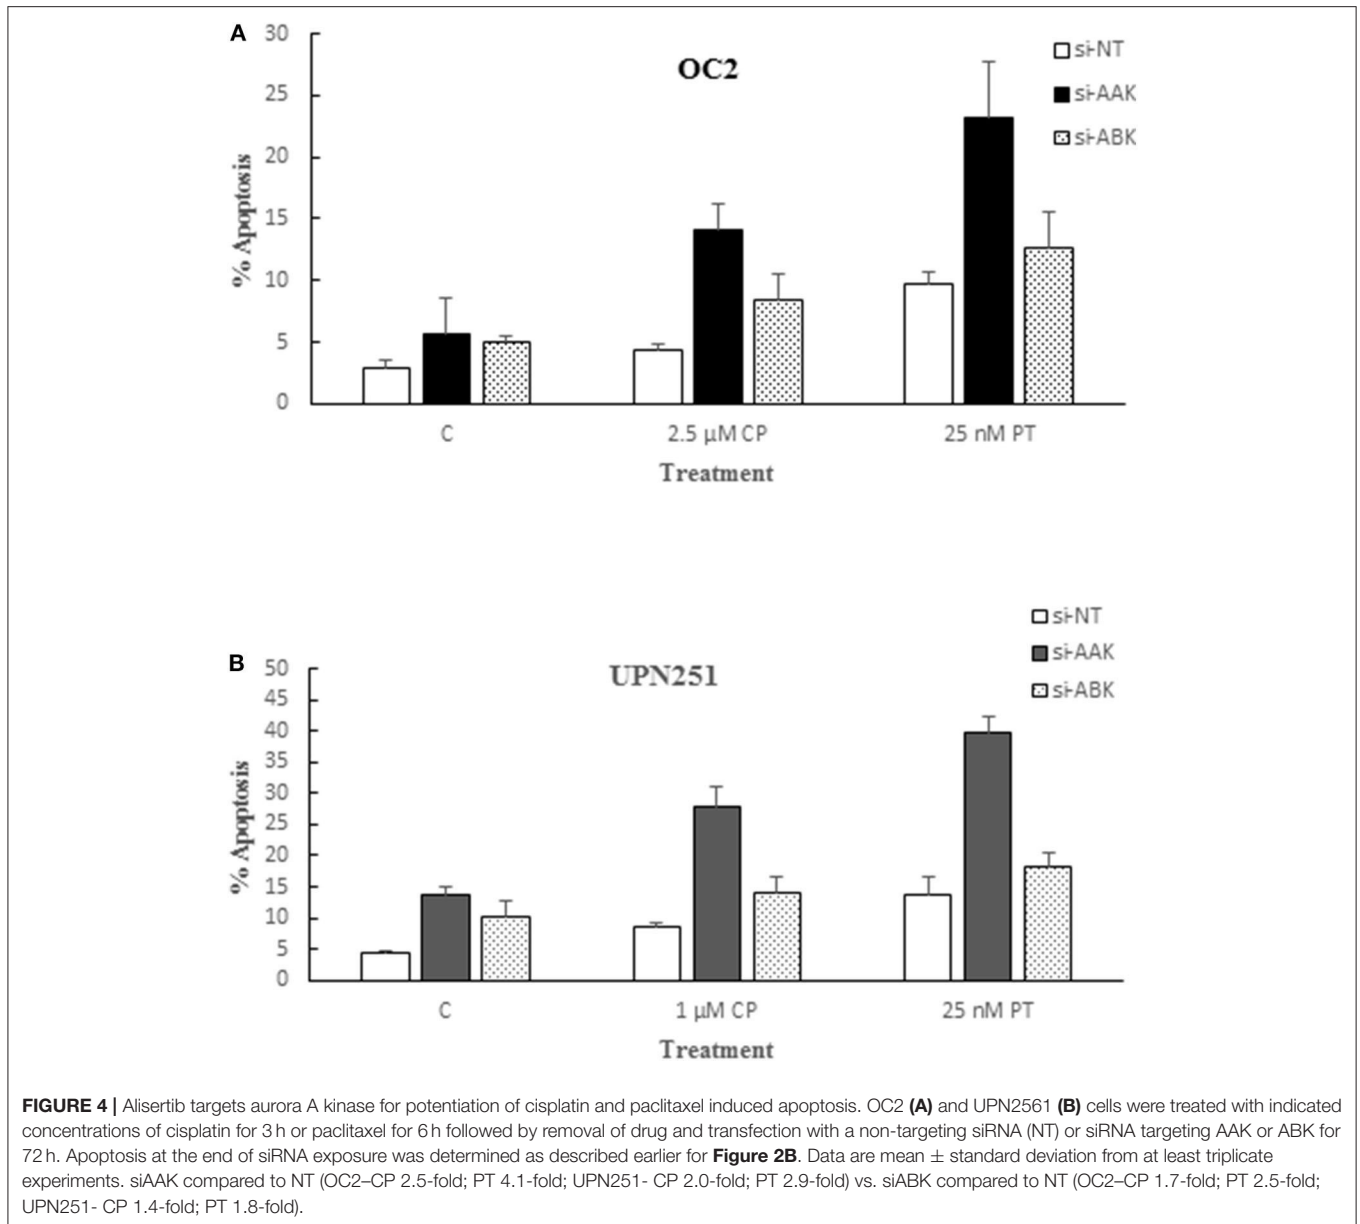 A
OC2
si-NT
si-AAK
si-ABK
30
25
20
15
10
5
0
% Apoptosis
C
2.5 µM CP
25 nM PT
Treatment
B
UPN251
si-NT
si-AAK
si-ABK
50
45
40
35
30
25
20
15
10
5
0
% Apoptosis
C
1 µM CP
25 nM PT
Treatment
FIGURE 4 | Alisertib targets aurora A kinase for potentiation of cisplatin and paclitaxel induced apoptosis. OC2 (A) and UPN2561 (B) cells were treated with indicated
concentrations of cisplatin for 3 h or paclitaxel for 6 h followed by removal of drug and transfection with a non-targeting siRNA (NT) or siRNA targeting AAK or ABK for
72 h. Apoptosis at the end of siRNA exposure was determined as described earlier for Figure 2B. Data are mean ± standard deviation from at least triplicate
experiments. siAAK compared to NT (OC2–CP 2.5-fold; PT 4.1-fold; UPN251- CP 2.0-fold; PT 2.9-fold) vs. siABK compared to NT (OC2–CP 1.7-fold; PT 2.5-fold;
UPN251- CP 1.4-fold; PT 1.8-fold).